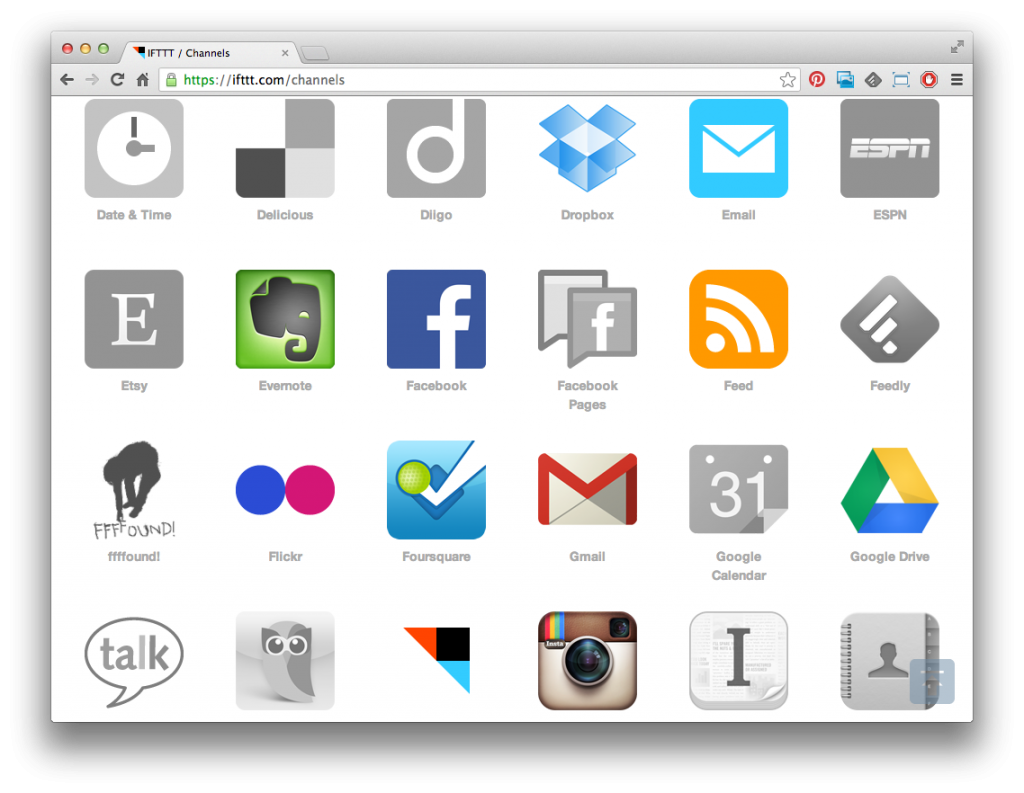 IFTTT / Channels
https://ifttt.com/channels
ESPN
Date & Time
Delicious
Diigo
Dropbox
Email
ESPN
E
f
f
Etsy
Evernote
Facebook
Facebook
Pages
Feed
Feedly
FFFFOUND!
31
ffffound!
Flickr
Foursquare
Gmail
Google
Calendar
Google Drive
talk
Insta
I